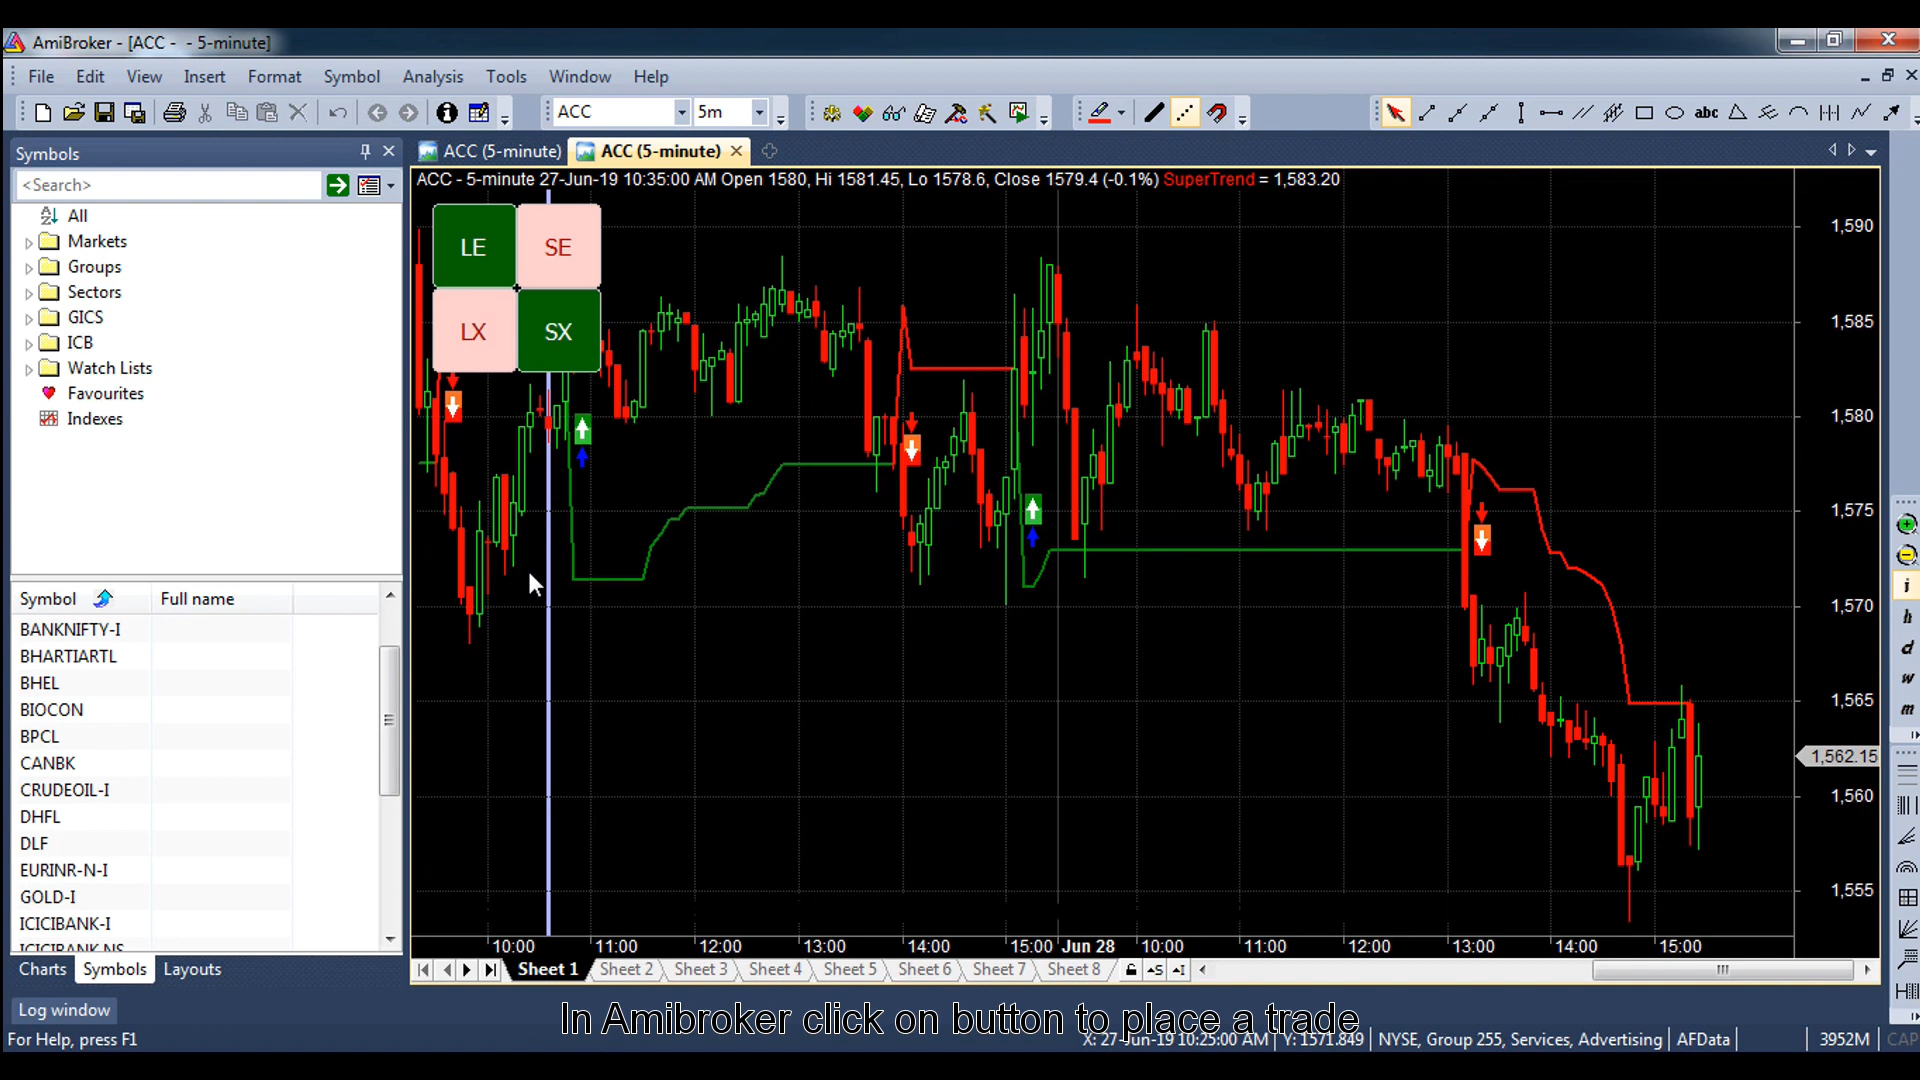 AmiBroker - [ACC -  - 5-minute]
File Edit View Insert Format Symbol Analysis Tools Window Help
ACC 5m abc
Symbols
<Search>
All
Markets
Groups
Sectors
GICS
ICB
Watch Lists
Favourites
Indexes
Symbol Full name
BANKNIFTY-I
BHARTIARTL
BHEL
BIOCON
BPCL
CANBK
CRUDEOIL-I
DHFL
DLF
EURINR-N-I
GOLD-I
ICICIBANK-I
ICICIBANK.NS
Charts Symbols Layouts
Log window
For Help, press F1
ACC (5-minute) ACC (5-minute)
ACC - 5-minute 27-Jun-19 10:35:00 AM Open 1580, Hi 1581.45, Lo 1578.6, Close 1579.4 (-0.1%) SuperTrend = 1,583.20
LE SE
LX SX
1,590
1,585
1,580
1,575
1,570
1,565
1,562.15
1,560
1,555
10:00 11:00 12:00 13:00 14:00 15:00 Jun 28 10:00 11:00 12:00 13:00 14:00 15:00
Sheet 1 Sheet 2 Sheet 3 Sheet 4 Sheet 5 Sheet 6 Sheet 7 Sheet 8
i
h
d
w
m
In Amibroker click on button to place a trade
X: 27-Jun-19 10:25:00 AM Y: 1571.849 NYSE, Group 255, Services, Advertising AFData 3952M CAP